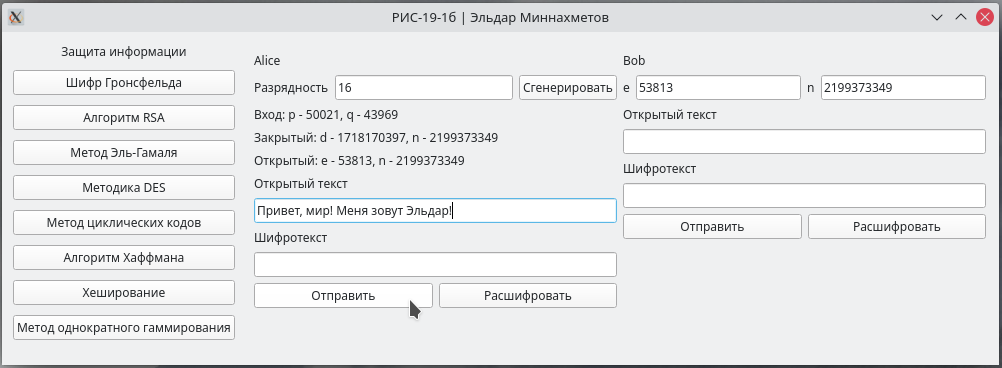 РИС-19-1б | Эльдар Миннахметов
Защита информации
Шифр Гронсфельда
Алгоритм RSA
Метод Эль-Гамаля
Методика DES
Метод циклических кодов
Алгоритм Хаффмана
Хеширование
Метод однократного гаммирования
Alice
Разрядность 16 Сгенерировать
Вход: p - 50021, q - 43969
Закрытый: d - 1718170397, n - 2199373349
Открытый: e - 53813, n - 2199373349
Открытый текст
Привет, мир! Меня зовут Эльдар!
Шифротекст
Отправить Расшифровать
Bob
e 53813 n 2199373349
Открытый текст
Шифротекст
Отправить Расшифровать